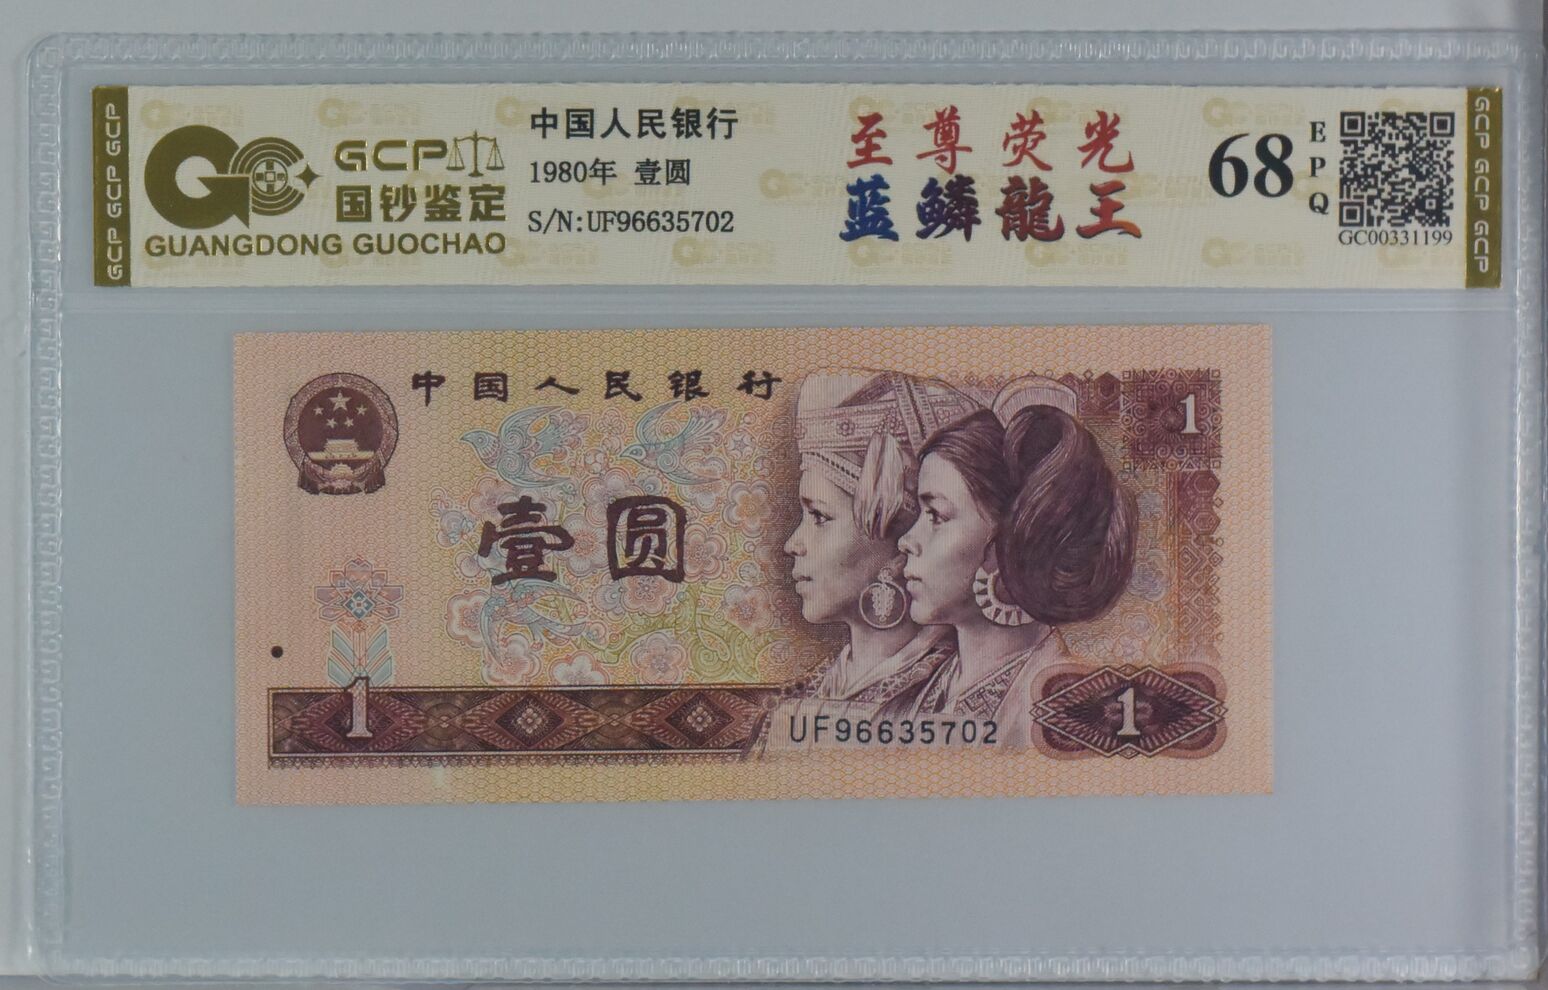 GCP GCP GCP
GCP
国钞鉴定
GUANGDONG GUOCHAO
中国人民银行
1980年 壹圆
S/N:UF96635702
至尊荧光
蓝鳞龍王
68
EPQ
GC00331199
GCP GCP GCP
中国人民银行
1
壹圆
1
UF96635702
1